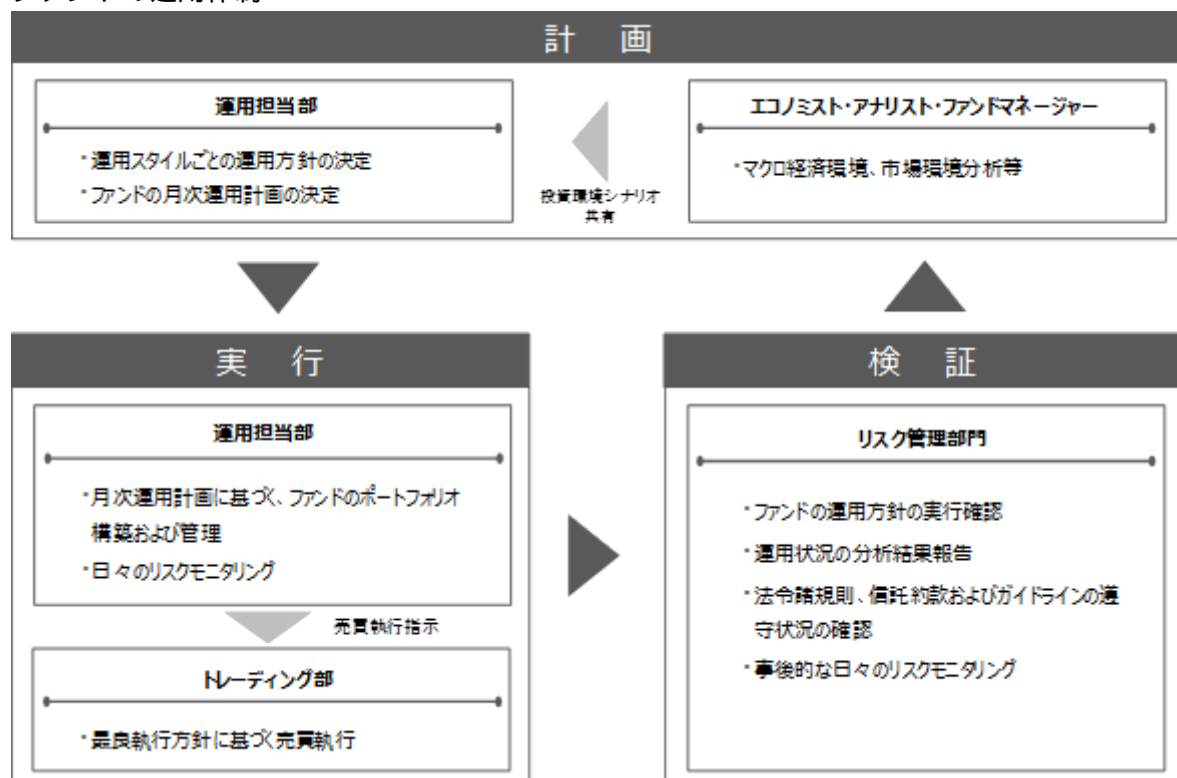 計 画
運用担当部
・運用スタイルごとの運用方針の決定
・ファンドの月次運用計画の決定
投資環境シナリオ
共有
エコノミスト・アナリスト・ファンドマネージャー
・マクロ経済環境、市場環境分析等
実 行
運用担当部
・月次運用計画に基づく、ファンドのポートフォリオ
構築および管理
・日々のリスクモニタリング
売買執行指示
トレーディング部
・最良執行方針に基づく売買執行
検 証
リスク管理部門
・ファンドの運用方針の実行確認
・運用状況の分析結果報告
・法令諸規則、信託約款およびガイドラインの遵
守状況の確認
・事後的な日々のリスクモニタリング